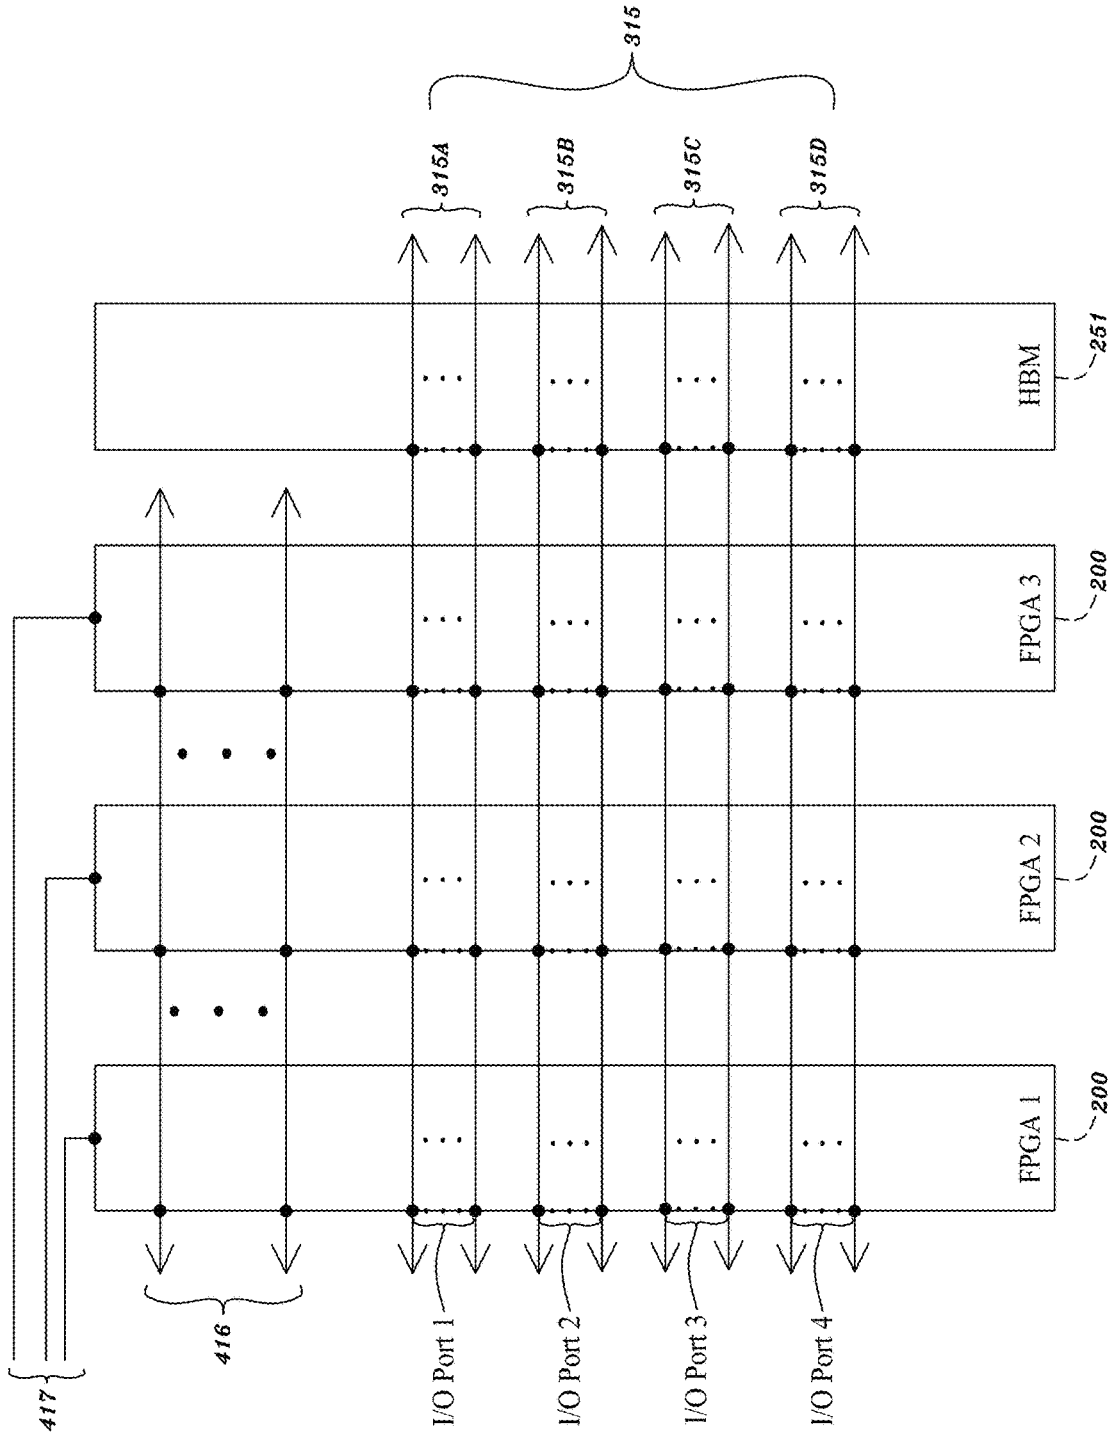 417
416
I/O Port 1
I/O Port 2
I/O Port 3
I/O Port 4
FPGA 1
200
FPGA 2
200
FPGA 3
200
HBM
251
315A
315B
315C
315D
315